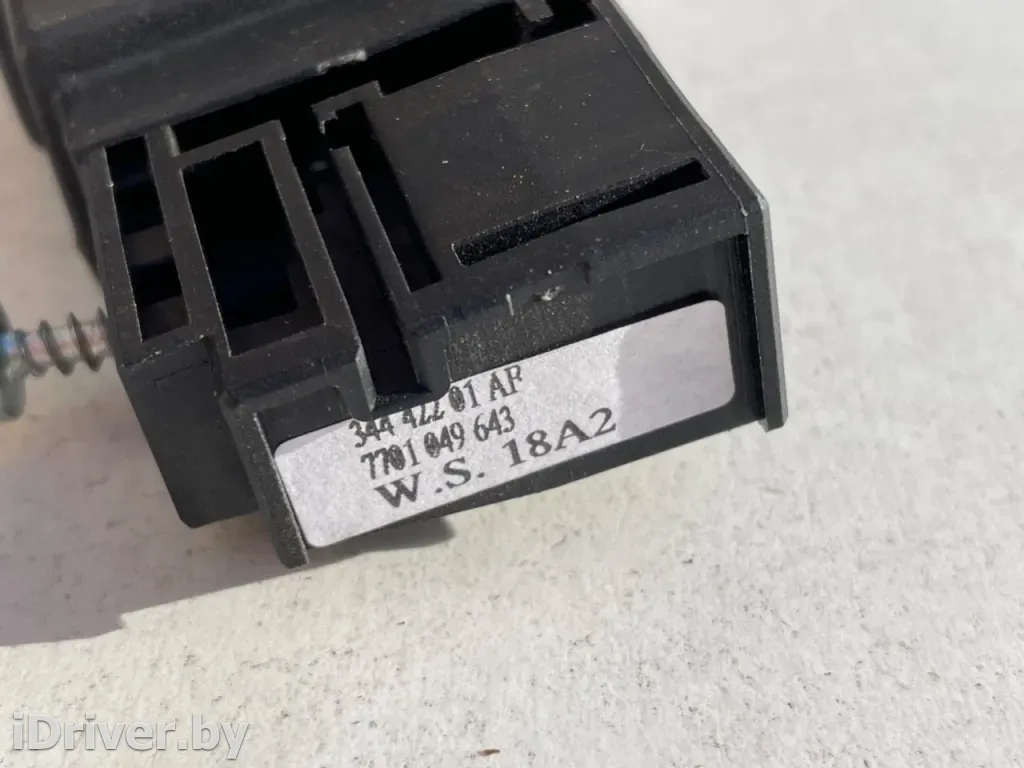 344 422 01 AF
7701 049 643
W.S. 18A2
iDriver.by